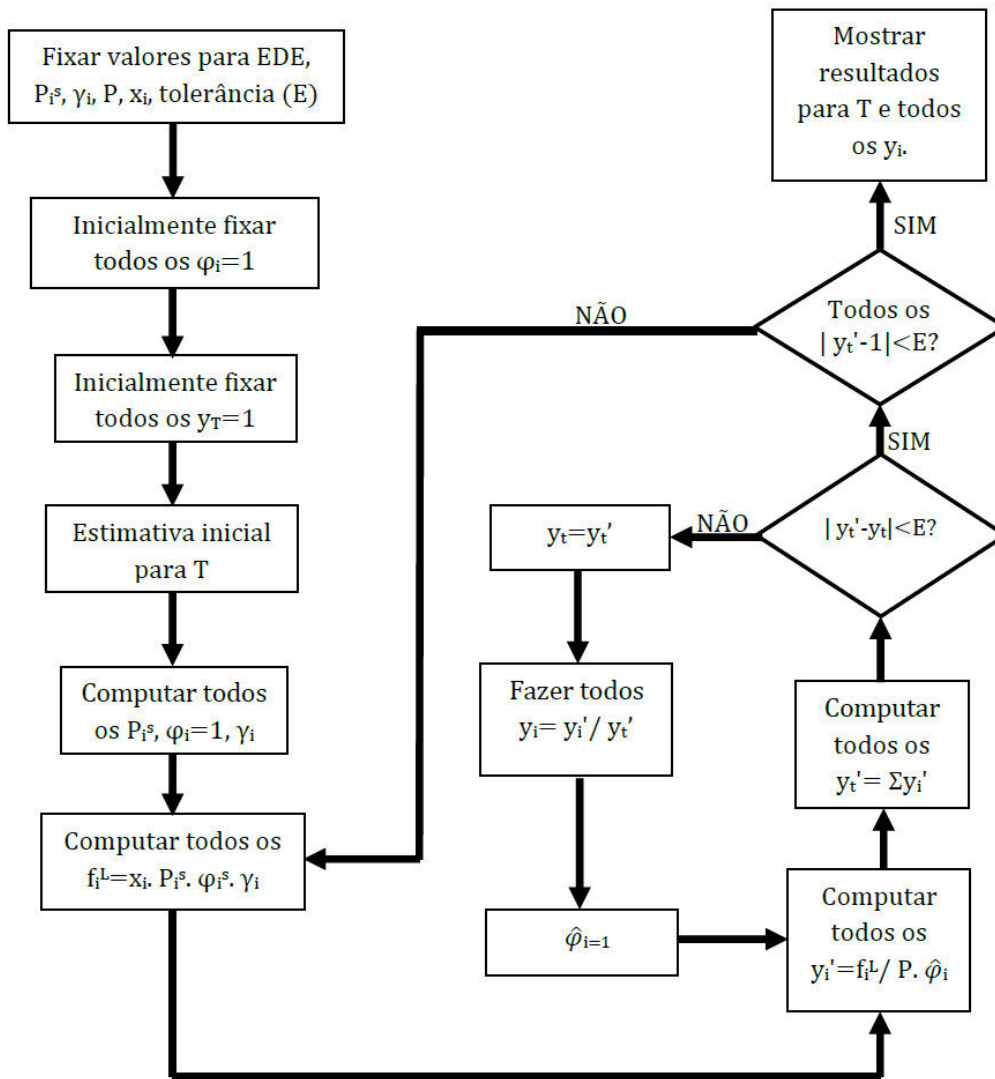 Fixar valores para EDE,
Pᵢˢ, γᵢ, P, xᵢ, tolerância (E)
Inicialmente fixar
todos os φᵢ=1
Inicialmente fixar
todos os y_T=1
Estimativa inicial
para T
Computar todos
os Pᵢˢ, φᵢ=1, γᵢ
Computar todos os
fᵢᴸ=xᵢ. Pᵢˢ. φᵢˢ. γᵢ
Computar
todos os
yᵢ'=fᵢᴸ/ P. φ̂ᵢ
Computar
todos os
yₜ'= Σyᵢ'
| yₜ'-yₜ|<E?
NÃO
yₜ=yₜ’
Fazer todos
yᵢ= yᵢ'/ yₜ’
φ̂ᵢ₌₁
SIM
Todos os
| yₜ'-1|<E?
NÃO
SIM
Mostrar
resultados
para T e todos
os yᵢ.